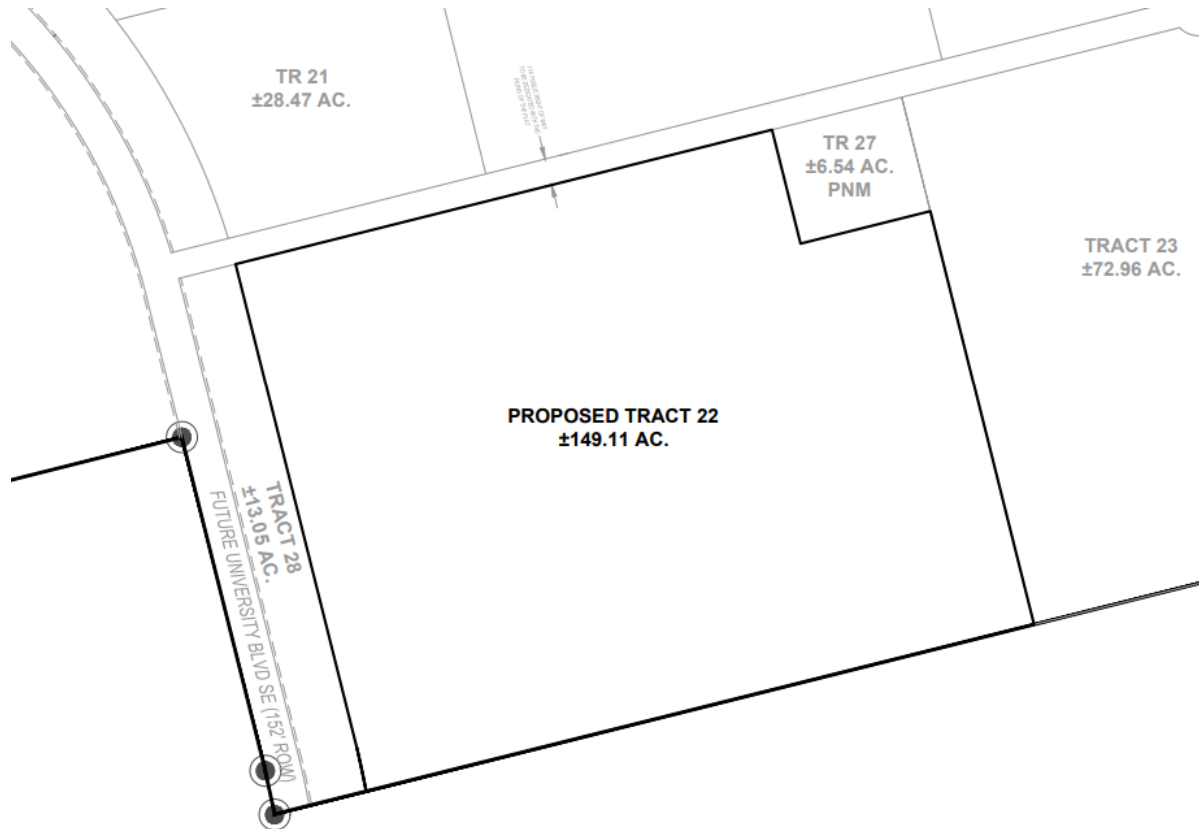 TR 21
±28.47 AC.
TR 27
±6.54 AC.
PNM
TRACT 23
±72.96 AC.
PROPOSED TRACT 22
±149.11 AC.
TRACT 28
±13.05 AC.
FUTURE UNIVERSITY BLVD SE (152' ROW)